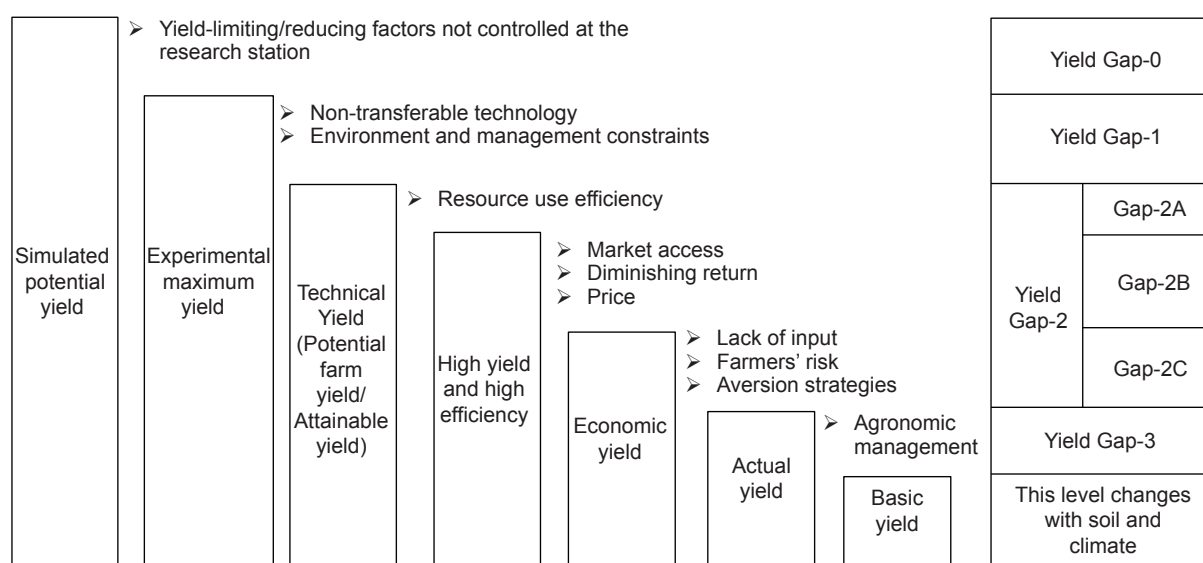 ➢ Yield-limiting/reducing factors not controlled at the
research station
➢ Non-transferable technology
➢ Environment and management constraints
➢ Resource use efficiency
➢ Market access
➢ Diminishing return
➢ Price
➢ Lack of input
➢ Farmers’ risk
➢ Aversion strategies
➢ Agronomic
management
Simulated
potential
yield
Experimental
maximum
yield
Technical
Yield
(Potential
farm
yield/
Attainable
yield)
High yield
and high
efficiency
Economic
yield
Actual
yield
Basic
yield
Yield Gap-0
Yield Gap-1
Yield
Gap-2
Gap-2A
Gap-2B
Gap-2C
Yield Gap-3
This level changes
with soil and
climate